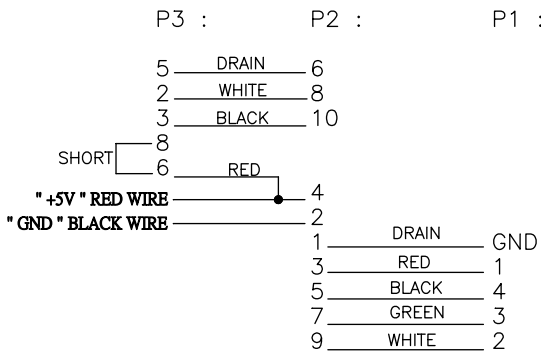 P3 : P2 : P1 :
5 DRAIN 6
2 WHITE 8
3 BLACK 10
8
SHORT
6 RED
" +5V " RED WIRE 4
" GND " BLACK WIRE 2
1 DRAIN GND
3 RED 1
5 BLACK 4
7 GREEN 3
9 WHITE 2